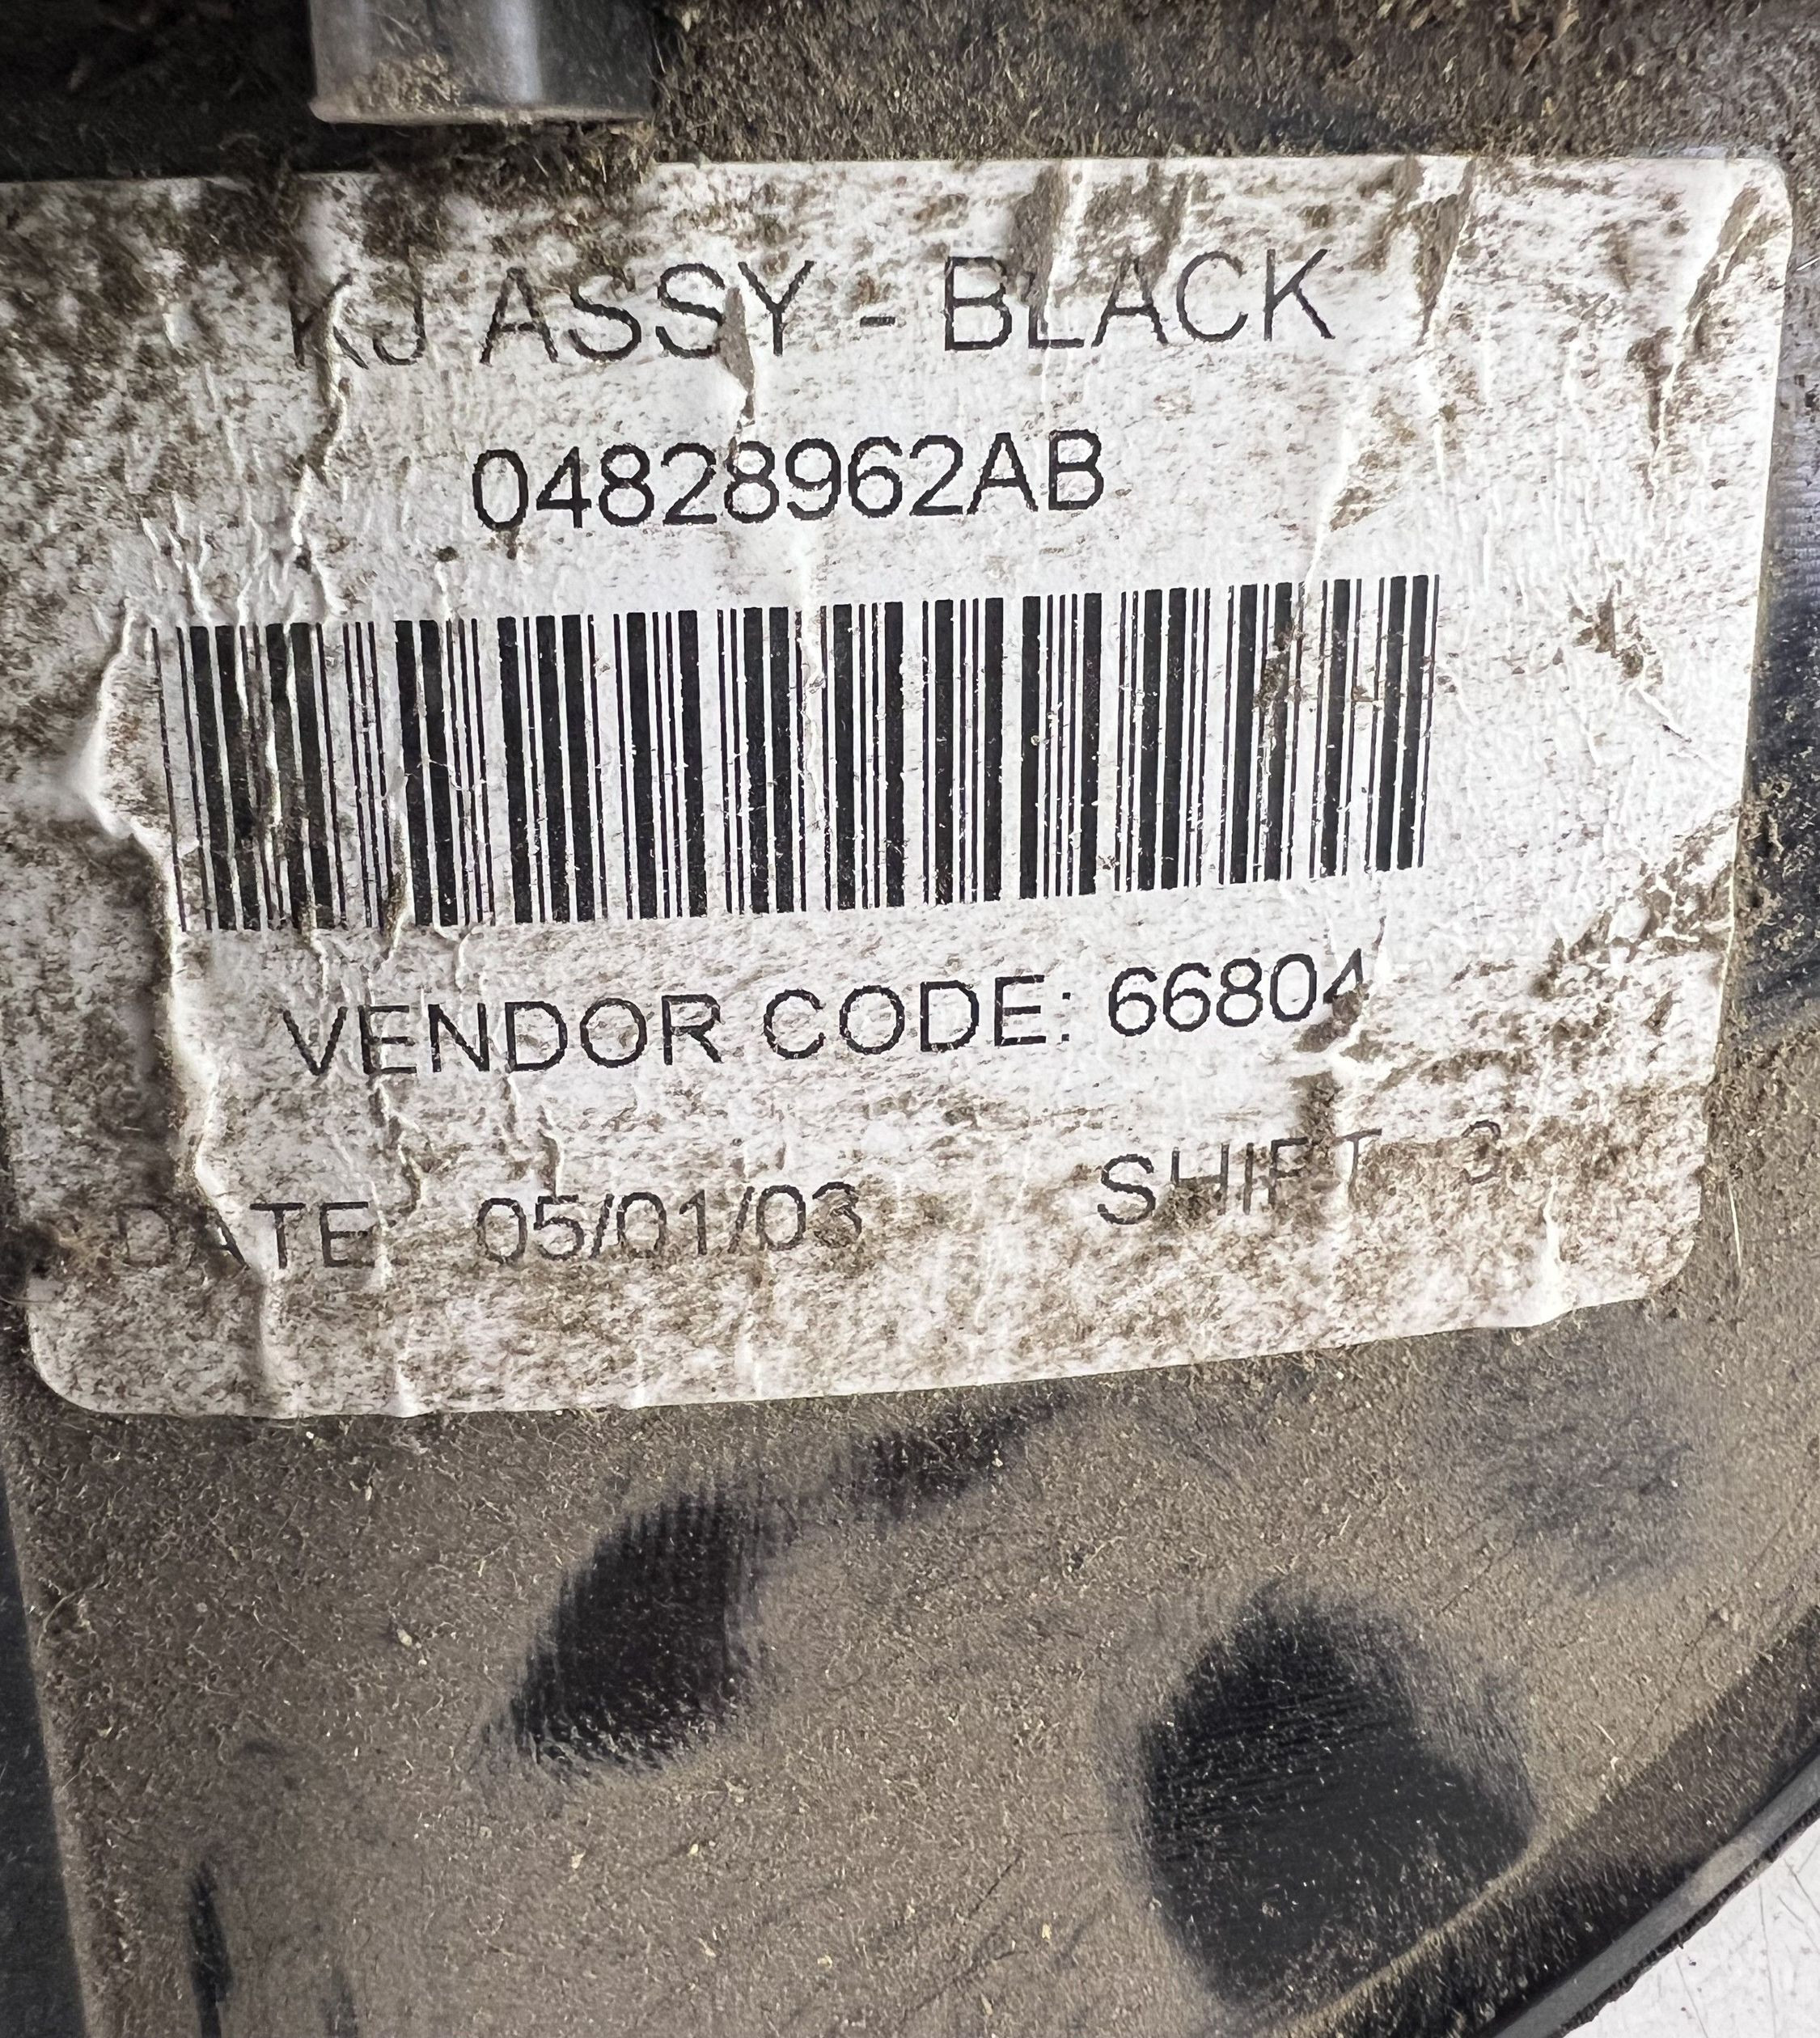 KJ ASSY - BLACK
04828962AB
VENDOR CODE: 66804
DATE: 05/01/03 SHIFT 3